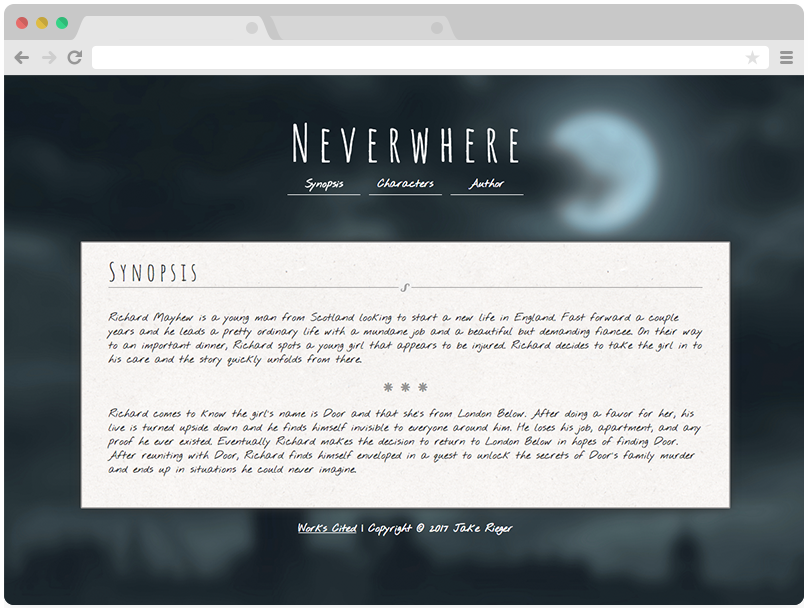 Neverwhere
Synopsis Characters Author
Synopsis
Richard Mayhew is a young man from Scotland looking to start a new life in England. Fast forward a couple
years and he leads a pretty ordinary life with a mundane job and a beautiful but demanding fiancee. On their way
to an important dinner, Richard spots a young girl that appears to be injured. Richard decides to take the girl in to
his care and the story quickly unfolds from there.
Richard comes to know the girl's name is Door and that she's from London Below. After doing a favor for her, his
live is turned upside down and he finds himself invisible to everyone around him. He loses his job, apartment, and any
proof he ever existed. Eventually Richard makes the decision to return to London Below in hopes of finding Door.
After reuniting with Door, Richard finds himself enveloped in a quest to unlock the secrets of Door's family murder
and ends up in situations he could never imagine.
Works Cited | Copyright © 2017 Jake Rieger